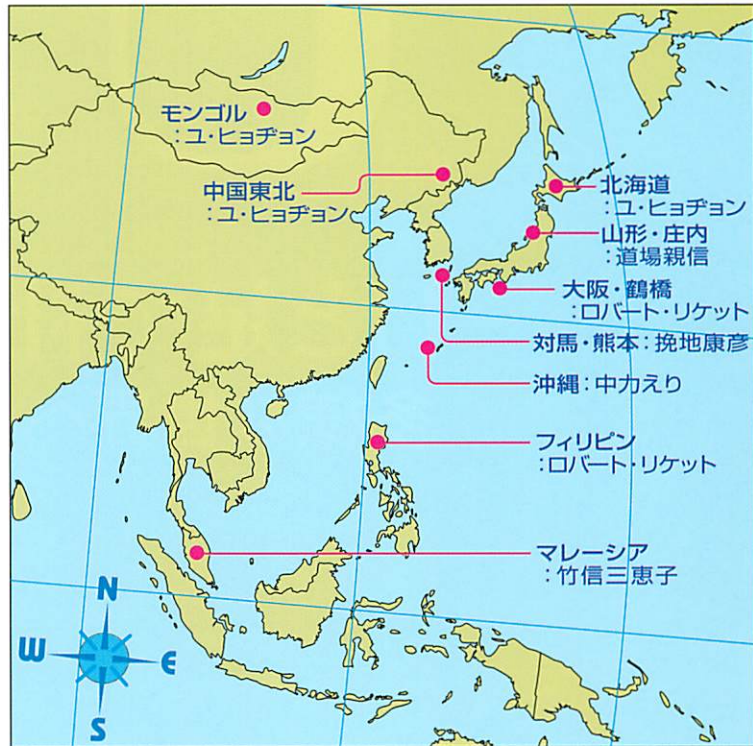 モンゴル
:ユ・ヒョヂョン
中国東北
:ユ・ヒョヂョン
北海道
:ユ・ヒョヂョン
山形・庄内
:道場親信
大阪・鶴橋
:ロバート・リケット
対馬・熊本:挽地康彦
沖縄:中力えり
フィリピン
:ロバート・リケット
マレーシア
:竹信三恵子
N
W E
S